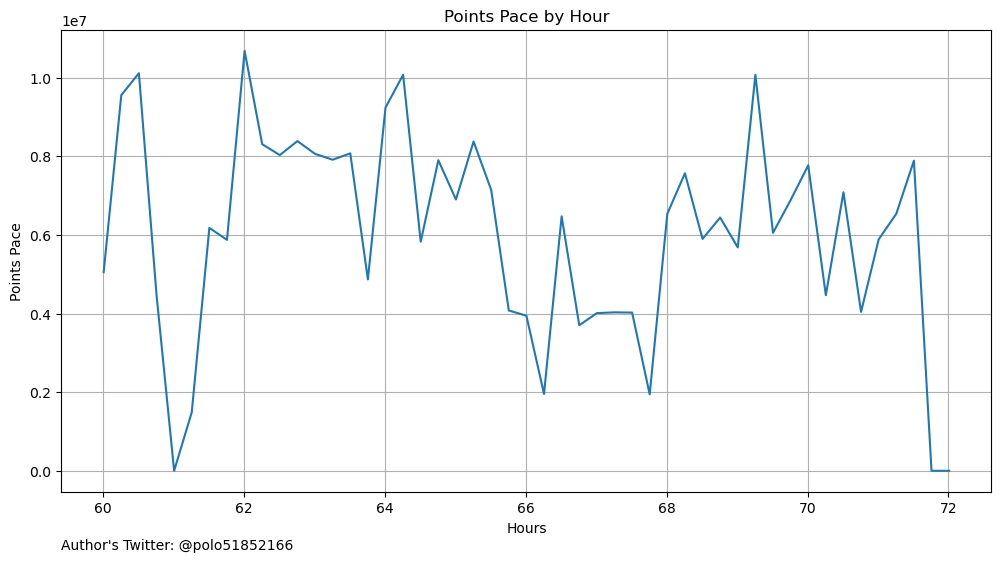 Points Pace by Hour
1e7
1.0
0.8
0.6
0.4
0.2
0.0
Points Pace
60 62 64 66 68 70 72
Hours
Author's Twitter: @polo51852166